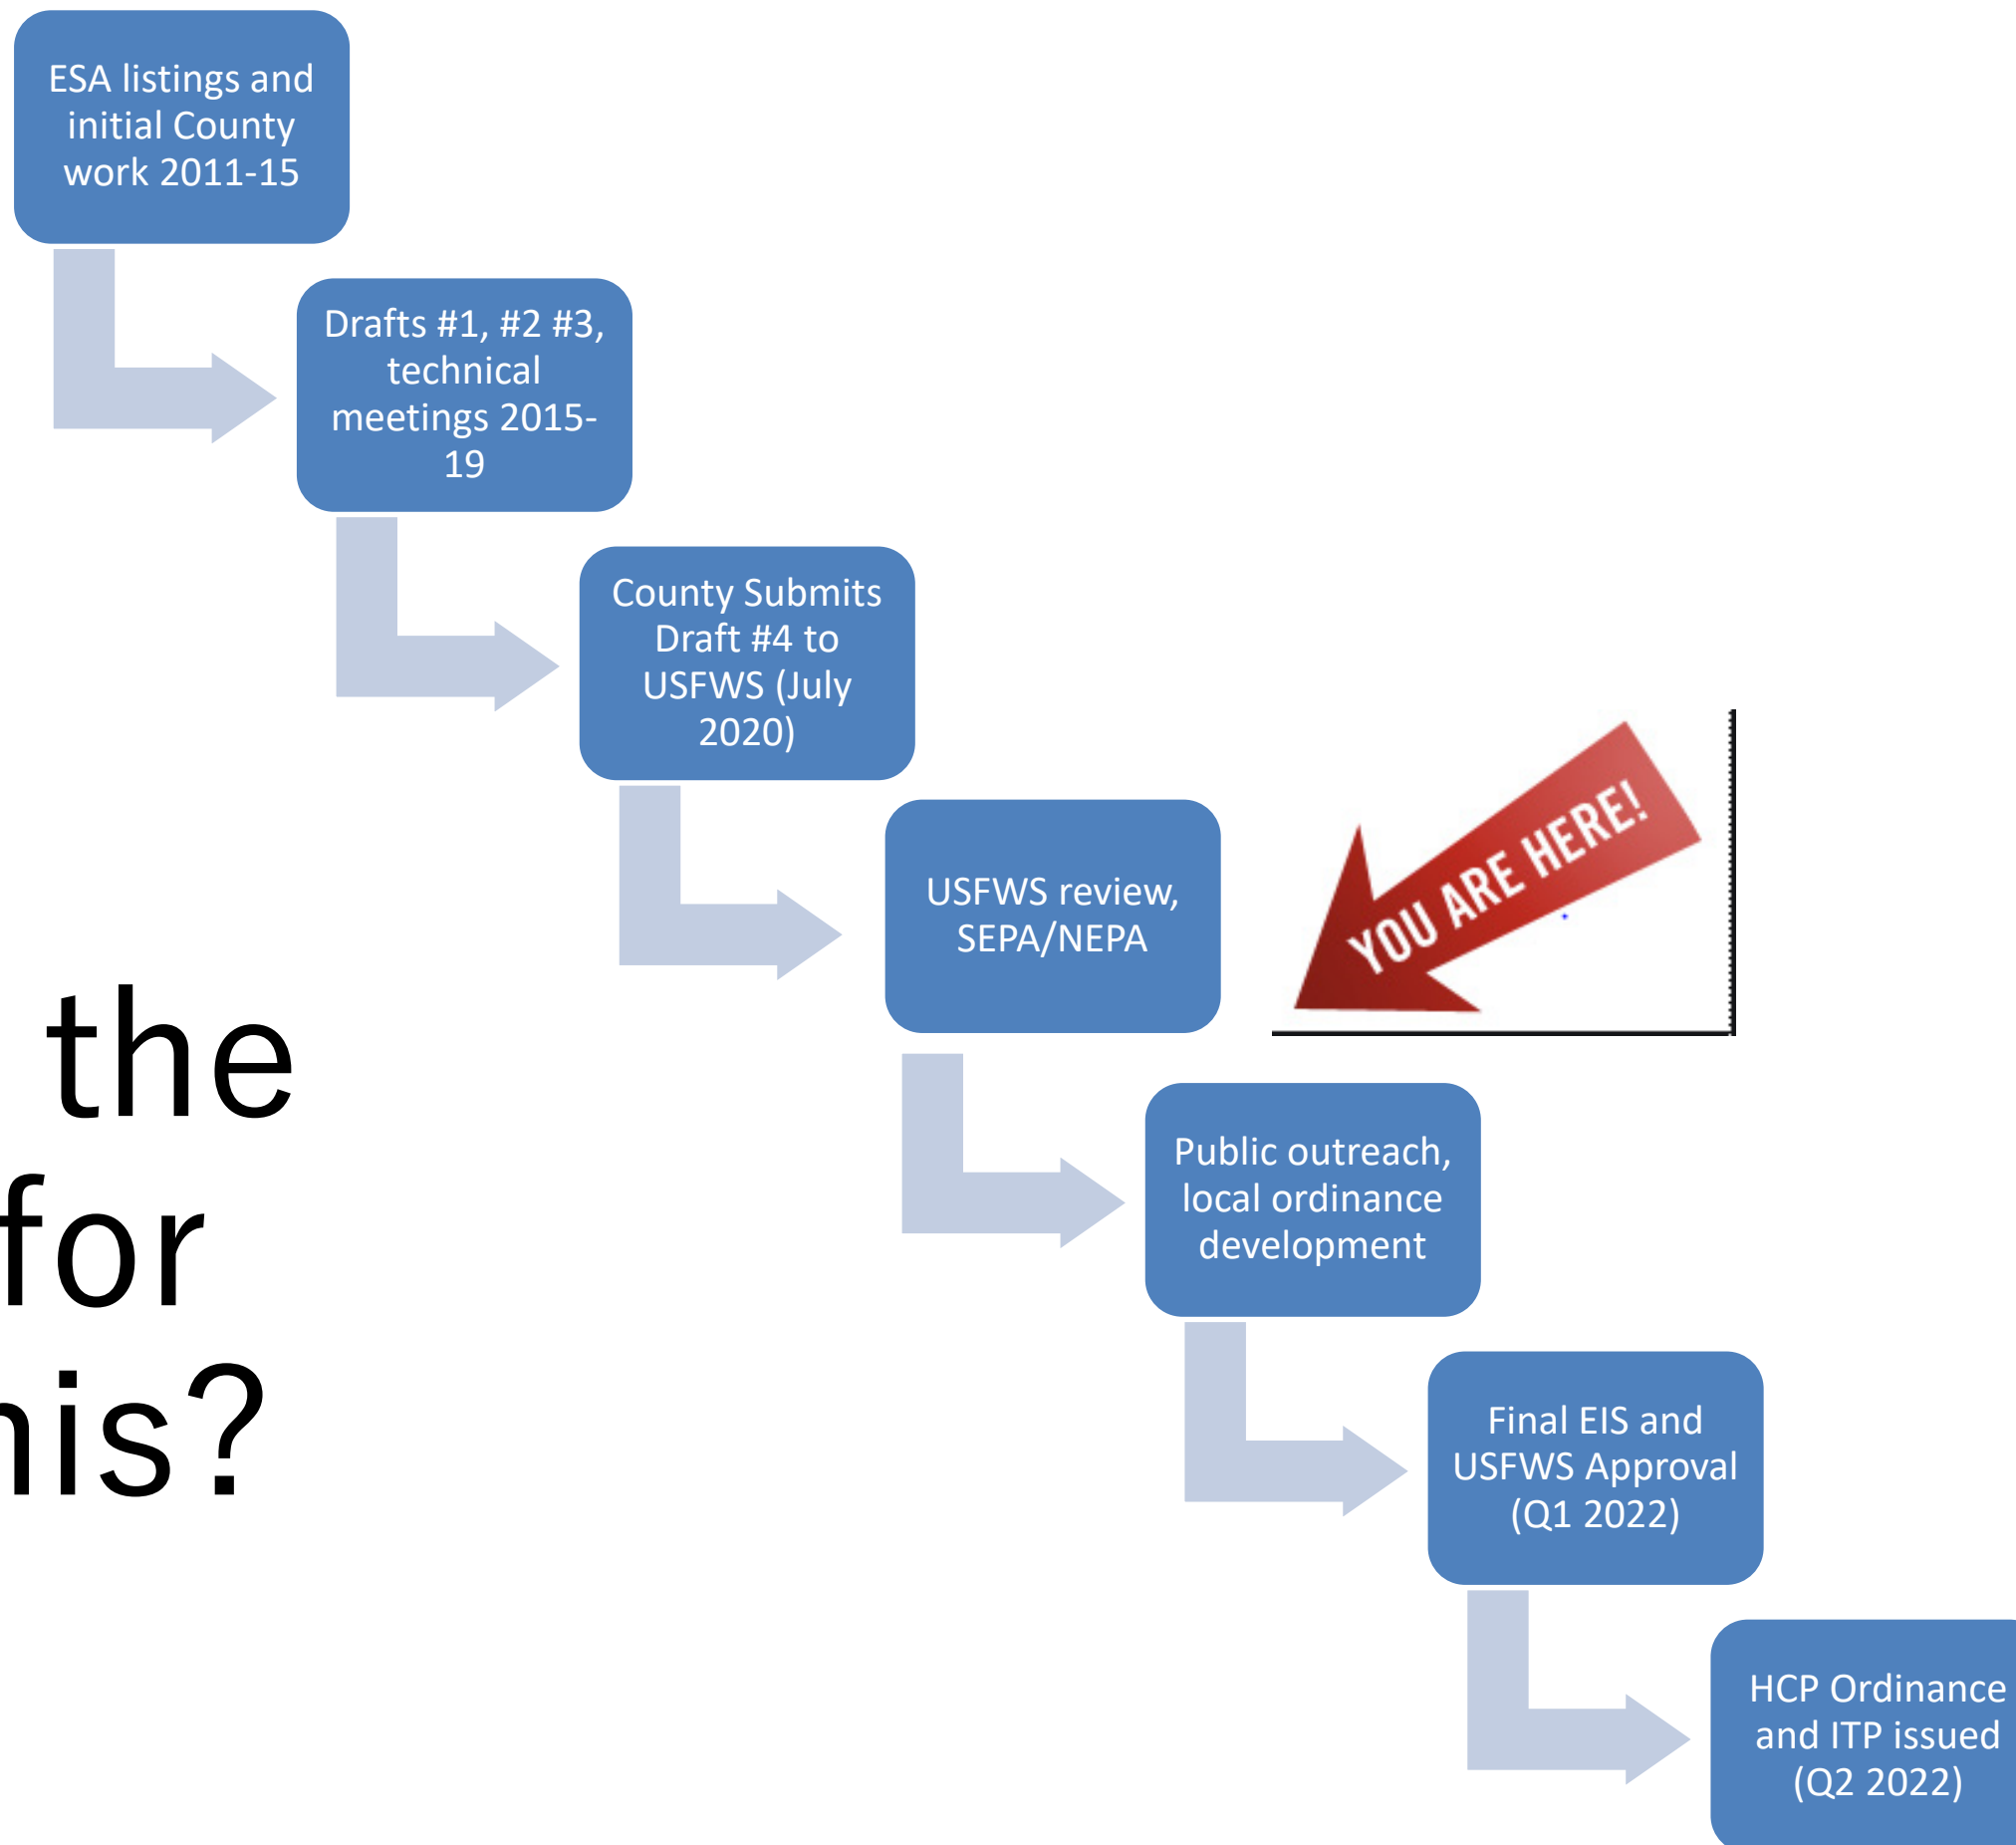 ESA listings and
initial County
work 2011-15
Drafts #1, #2 #3,
technical
meetings 2015-
19
County Submits
Draft #4 to
USFWS (July
2020)
USFWS review,
SEPA/NEPA
YOU ARE HERE!
Public outreach,
local ordinance
development
Final EIS and
USFWS Approval
(Q1 2022)
HCP Ordinance
and ITP issued
(Q2 2022)
the
for
his?